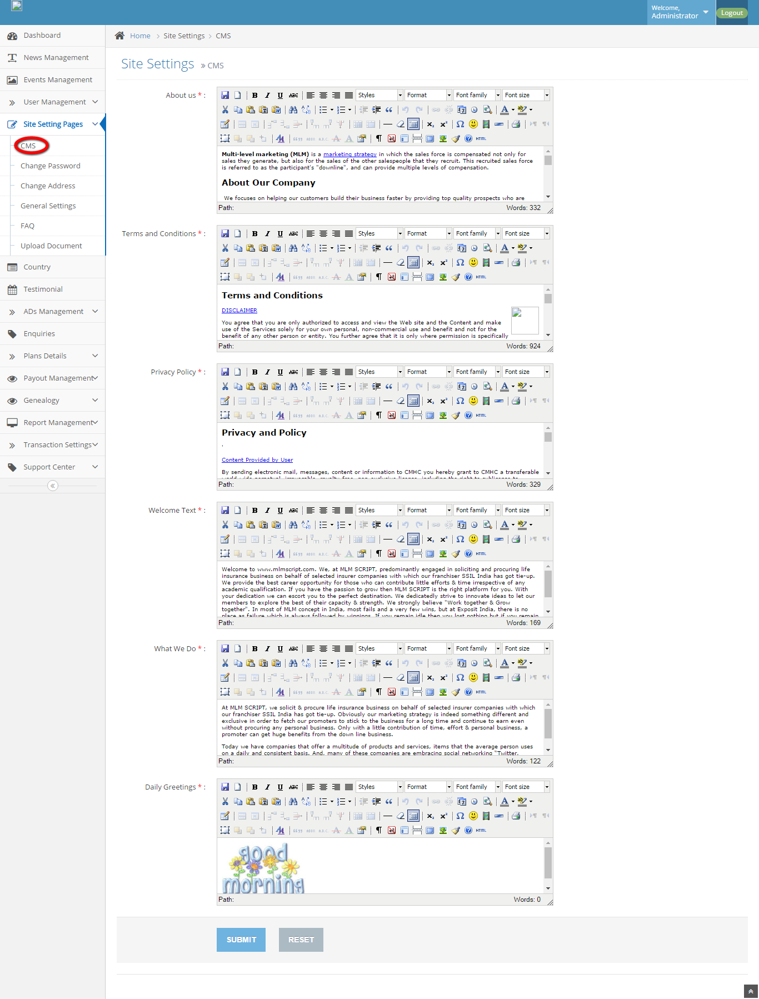 Welcome,
Administrator
Logout
Dashboard
News Management
Events Management
User Management
Site Setting Pages
CMS
Change Password
Change Address
General Settings
FAQ
Upload Document
Country
Testimonial
ADs Management
Enquiries
Plans Details
Payout Management
Genealogy
Report Management
Transaction Settings
Support Center
Home > Site Settings > CMS
Site Settings » CMS
About us * :
B I U ABC Styles Format Font family Font size
HTML
Multi-level marketing (MLM) is a marketing strategy in which the sales force is compensated not only for
sales they generate, but also for the sales of the other salespeople that they recruit. This recruited sales force
is referred to as the participant's "downline", and can provide multiple levels of compensation.
About Our Company
We focuses on helping our customers build their business faster by providing top quality prospects who are
Path: Words: 332
Terms and Conditions * :
B I U ABC Styles Format Font family Font size
HTML
Terms and Conditions
DISCLAIMER
You agree that you are only authorized to access and view the Web site and the Content and make
use of the Services solely for your own personal, non-commercial use and benefit and not for the
benefit of any other person or entity. You further agree that it is only where permission is specifically
Path: Words: 924
Privacy Policy * :
B I U ABC Styles Format Font family Font size
HTML
Privacy and Policy
'
Content Provided by User
By sending electronic mail, messages, content or information to CMHC you hereby grant to CMHC a transferable
world-wide perpetual, irrevocable, royalty-free, non-exclusive license, including the right to sublicense to
Path: Words: 329
Welcome Text * :
B I U ABC Styles Format Font family Font size
HTML
Welcome to www.mlmscript.com. We, at MLM SCRIPT, predominantly engaged in soliciting and procuring life
insurance business on behalf of selected insurer companies with which our franchiser SSIL India has got tie-up.
We provide the best career opportunity for those who can contribute little efforts & time irrespective of any
academic qualification. If you have the passion to grow then MLM SCRIPT is the right platform for you. With
your dedication we can escort you to the perfect destination. We dedicatedly strive to innovate ideas to let our
members to explore the best of their capacity & strength. We strongly believe "Work together & Grow
together". In most of MLM concept in India, most fails and a very few wins, but at Exposit India, there is no
place as failure which is always followed by winnings. If you remain idle then you lost nothing but if you remain
Path: Words: 169
What We Do * :
B I U ABC Styles Format Font family Font size
HTML
At MLM SCRIPT, we solicit & procure life insurance business on behalf of selected insurer companies with which
our franchiser SSIL India has got tie-up. Obviously our marketing strategy is indeed something different and
exclusive in order to fetch our promoters to stick to the business for a long time and continue to earn even
without procuring any personal business. Only with a little contribution of time, effort & personal business, a
promoter can get huge benefits from the down line business.
Today we have companies that offer a multitude of products and services, items that the average person uses
on a daily and consistent basis. And, many of these companies are embracing social networking "Twitter,
Path: Words: 122
Daily Greetings * :
B I U ABC Styles Format Font family Font size
HTML
good
morning
Path: Words: 0
SUBMIT RESET